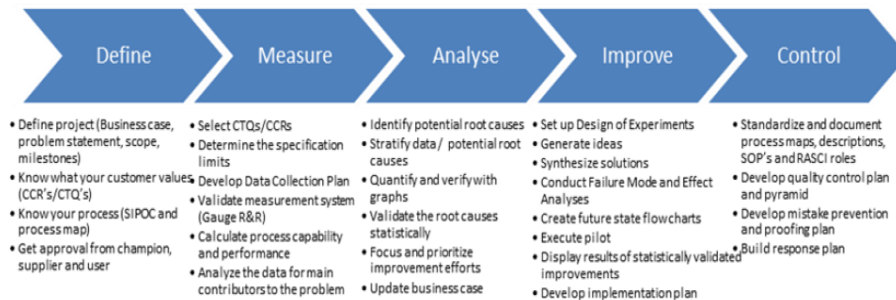 Define
Measure
Analyse
Improve
Control
• Define project (Business case,
problem statement, scope,
milestones)
• Know what your customer values
(CCR's/CTQ's)
• Know your process (SIPOC and
process map)
• Get approval from champion,
supplier and user
• Select CTQs/CCRs
• Determine the specification
limits
• Develop Data Collection Plan
• Validate measurement system
(Gauge R&R)
• Calculate process capability
and performance
• Analyze the data for main
contributors to the problem
• Identify potential root causes
• Stratify data / potential root
causes
• Quantify and verify with
graphs
• Validate the root causes
statistically
• Focus and prioritize
improvement efforts
• Update business case
• Set up Design of Experiments
• Generate ideas
• Synthesize solutions
• Conduct Failure Mode and Effect
Analyses
• Create future state flowcharts
• Execute pilot
• Display results of statistically validated
improvements
• Develop implementation plan
• Standardize and document
process maps, descriptions,
SOP's and RASCI roles
• Develop quality control plan
and pyramid
• Develop mistake prevention
and proofing plan
• Build response plan